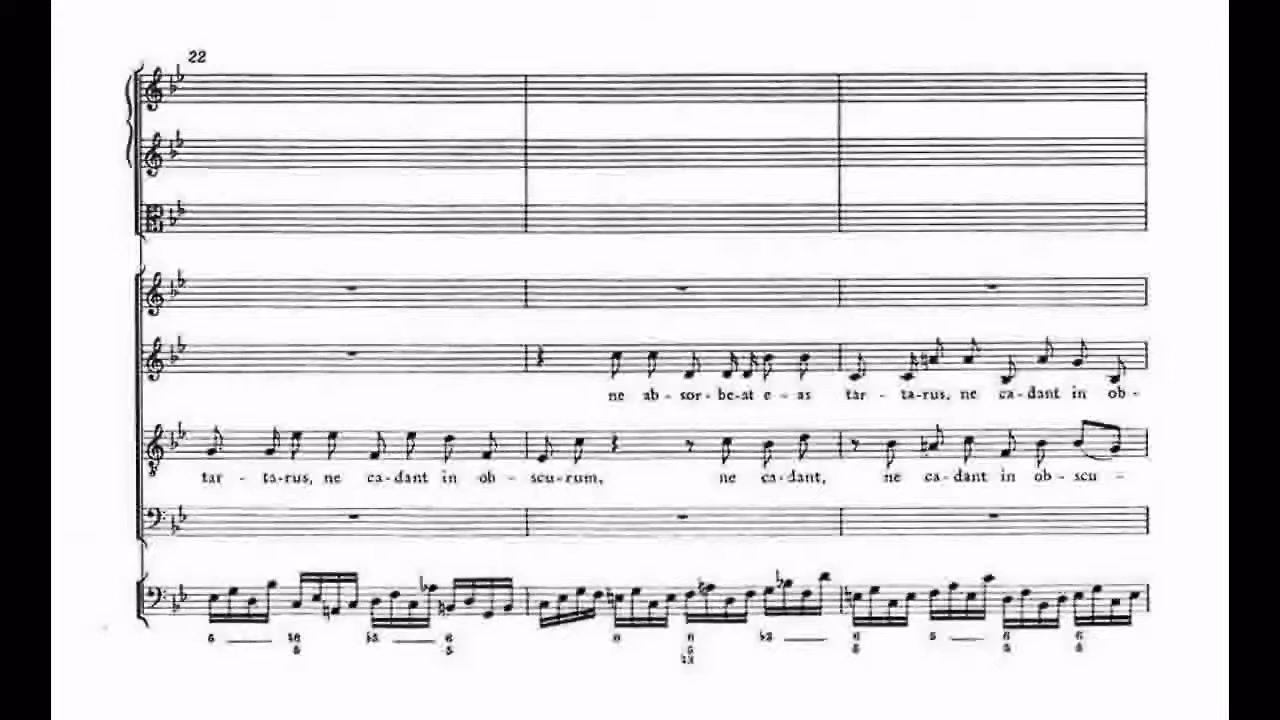 22
ne ab - sor - be-at e - as tar - ta-rus, ne ca - dant in ob -
tar - ta-rus, ne ca-dant in ob - scu-rum, ne ca-dant, ne ca-dant in ob - scu -